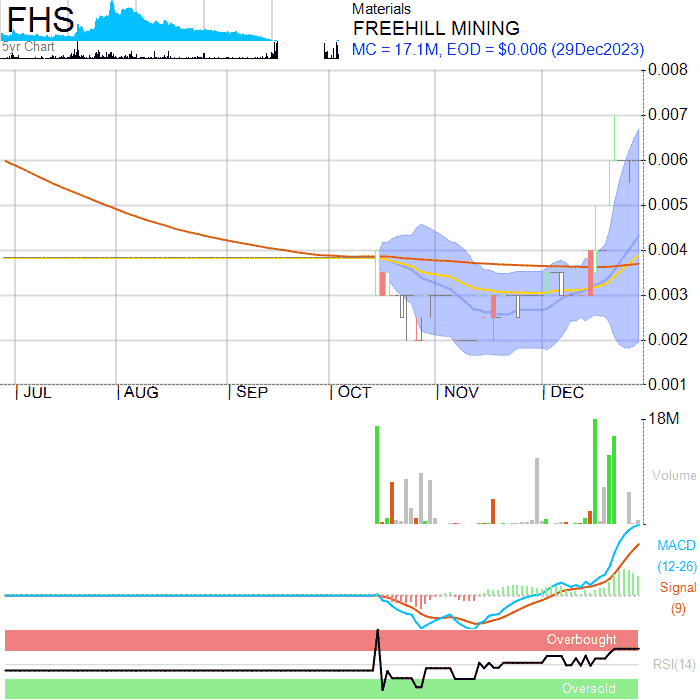 FHS
5yr Chart
Materials
FREEHILL MINING
MC = 17.1M, EOD = $0.006 (29Dec2023)
0.008
0.007
0.006
0.005
0.004
0.003
0.002
0.001
JUL AUG SEP OCT NOV DEC
18M
Volume
MACD
(12-26)
Signal
(9)
Overbought
RSI(14)
Oversold